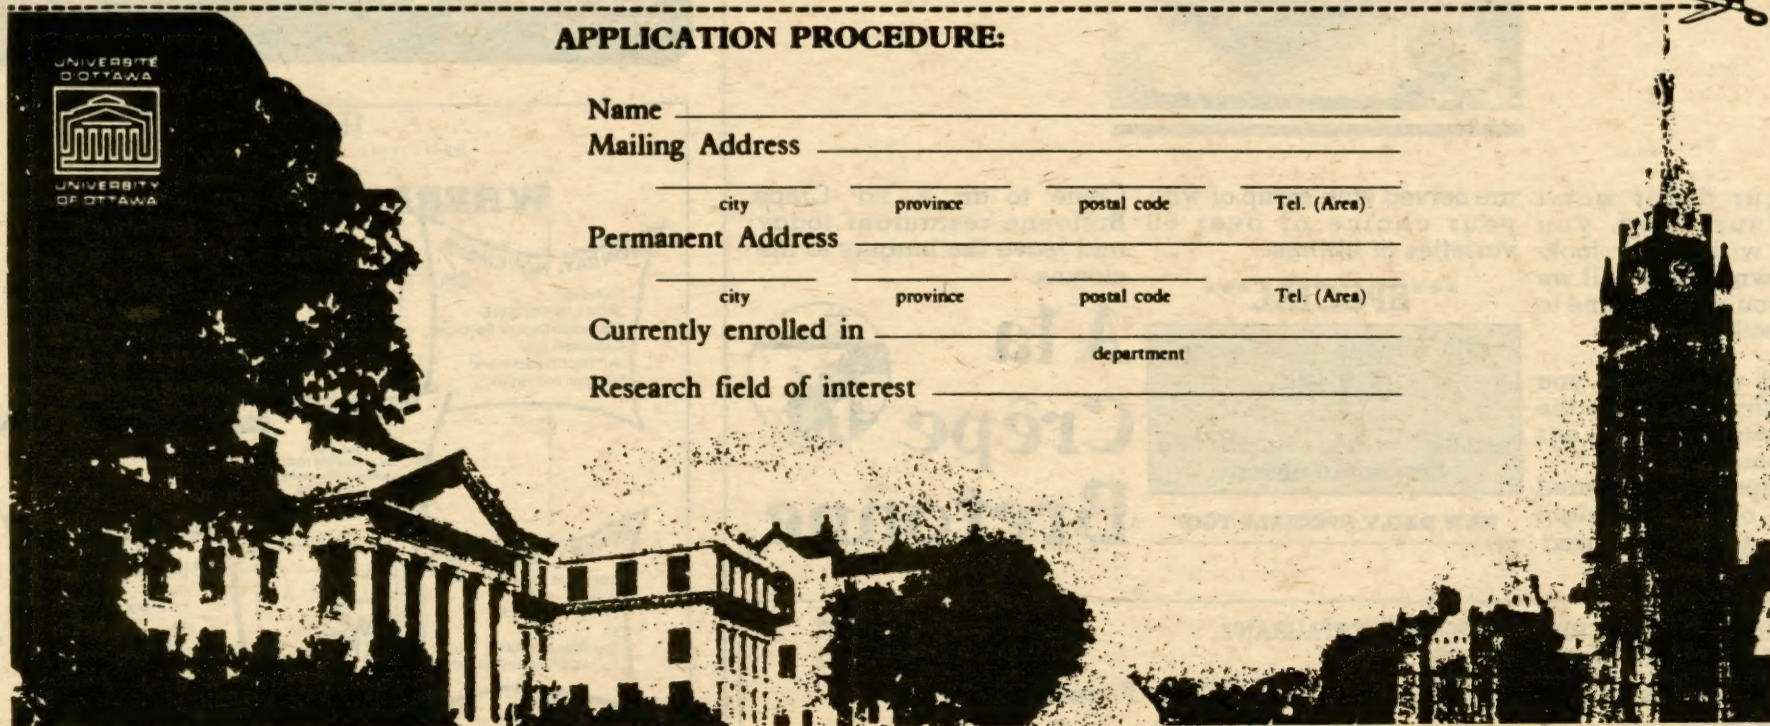 UNIVERSITÉ
D'OTTAWA
UNIVERSITY
OF OTTAWA
APPLICATION PROCEDURE:
Name
Mailing Address
city province postal code Tel. (Area)
Permanent Address
city province postal code Tel. (Area)
Currently enrolled in
department
Research field of interest